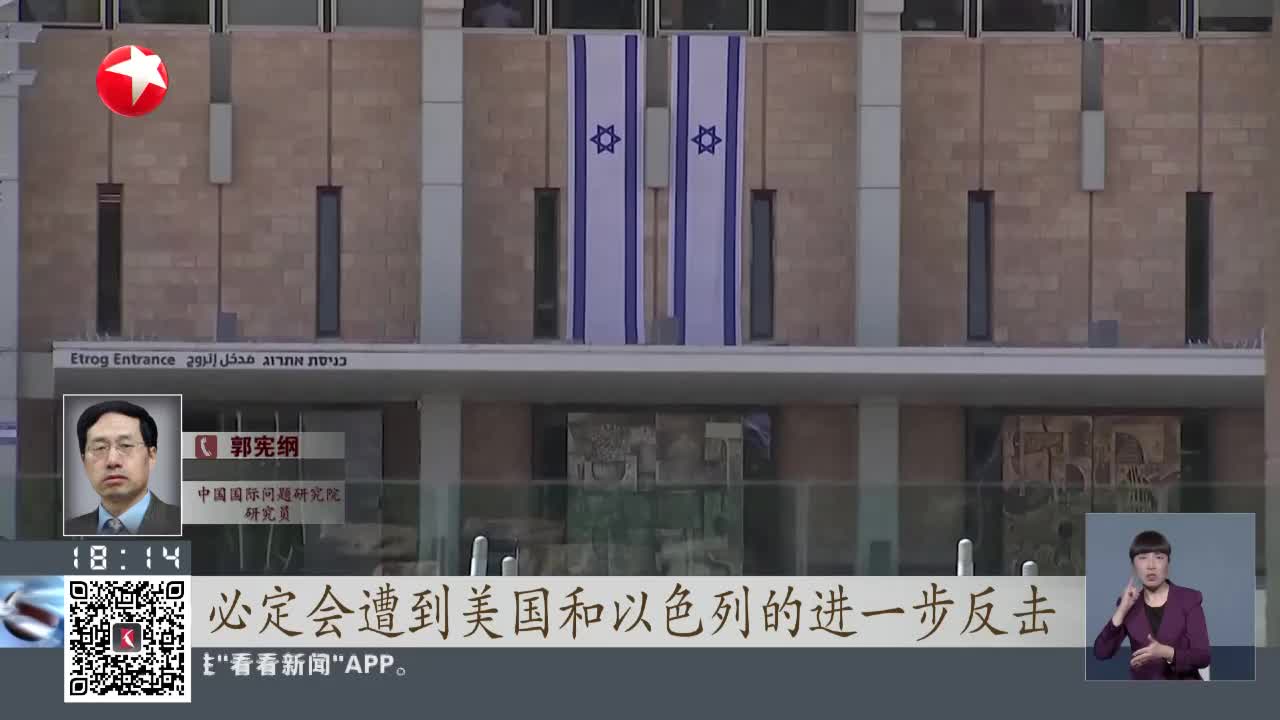 Etrog Entrance مدخل إتروج כניסת אתרוג
郭宪纲
中国国际问题研究院
研究员
18:14
必定会遭到美国和以色列的进一步反击
"看看新闻"APP。